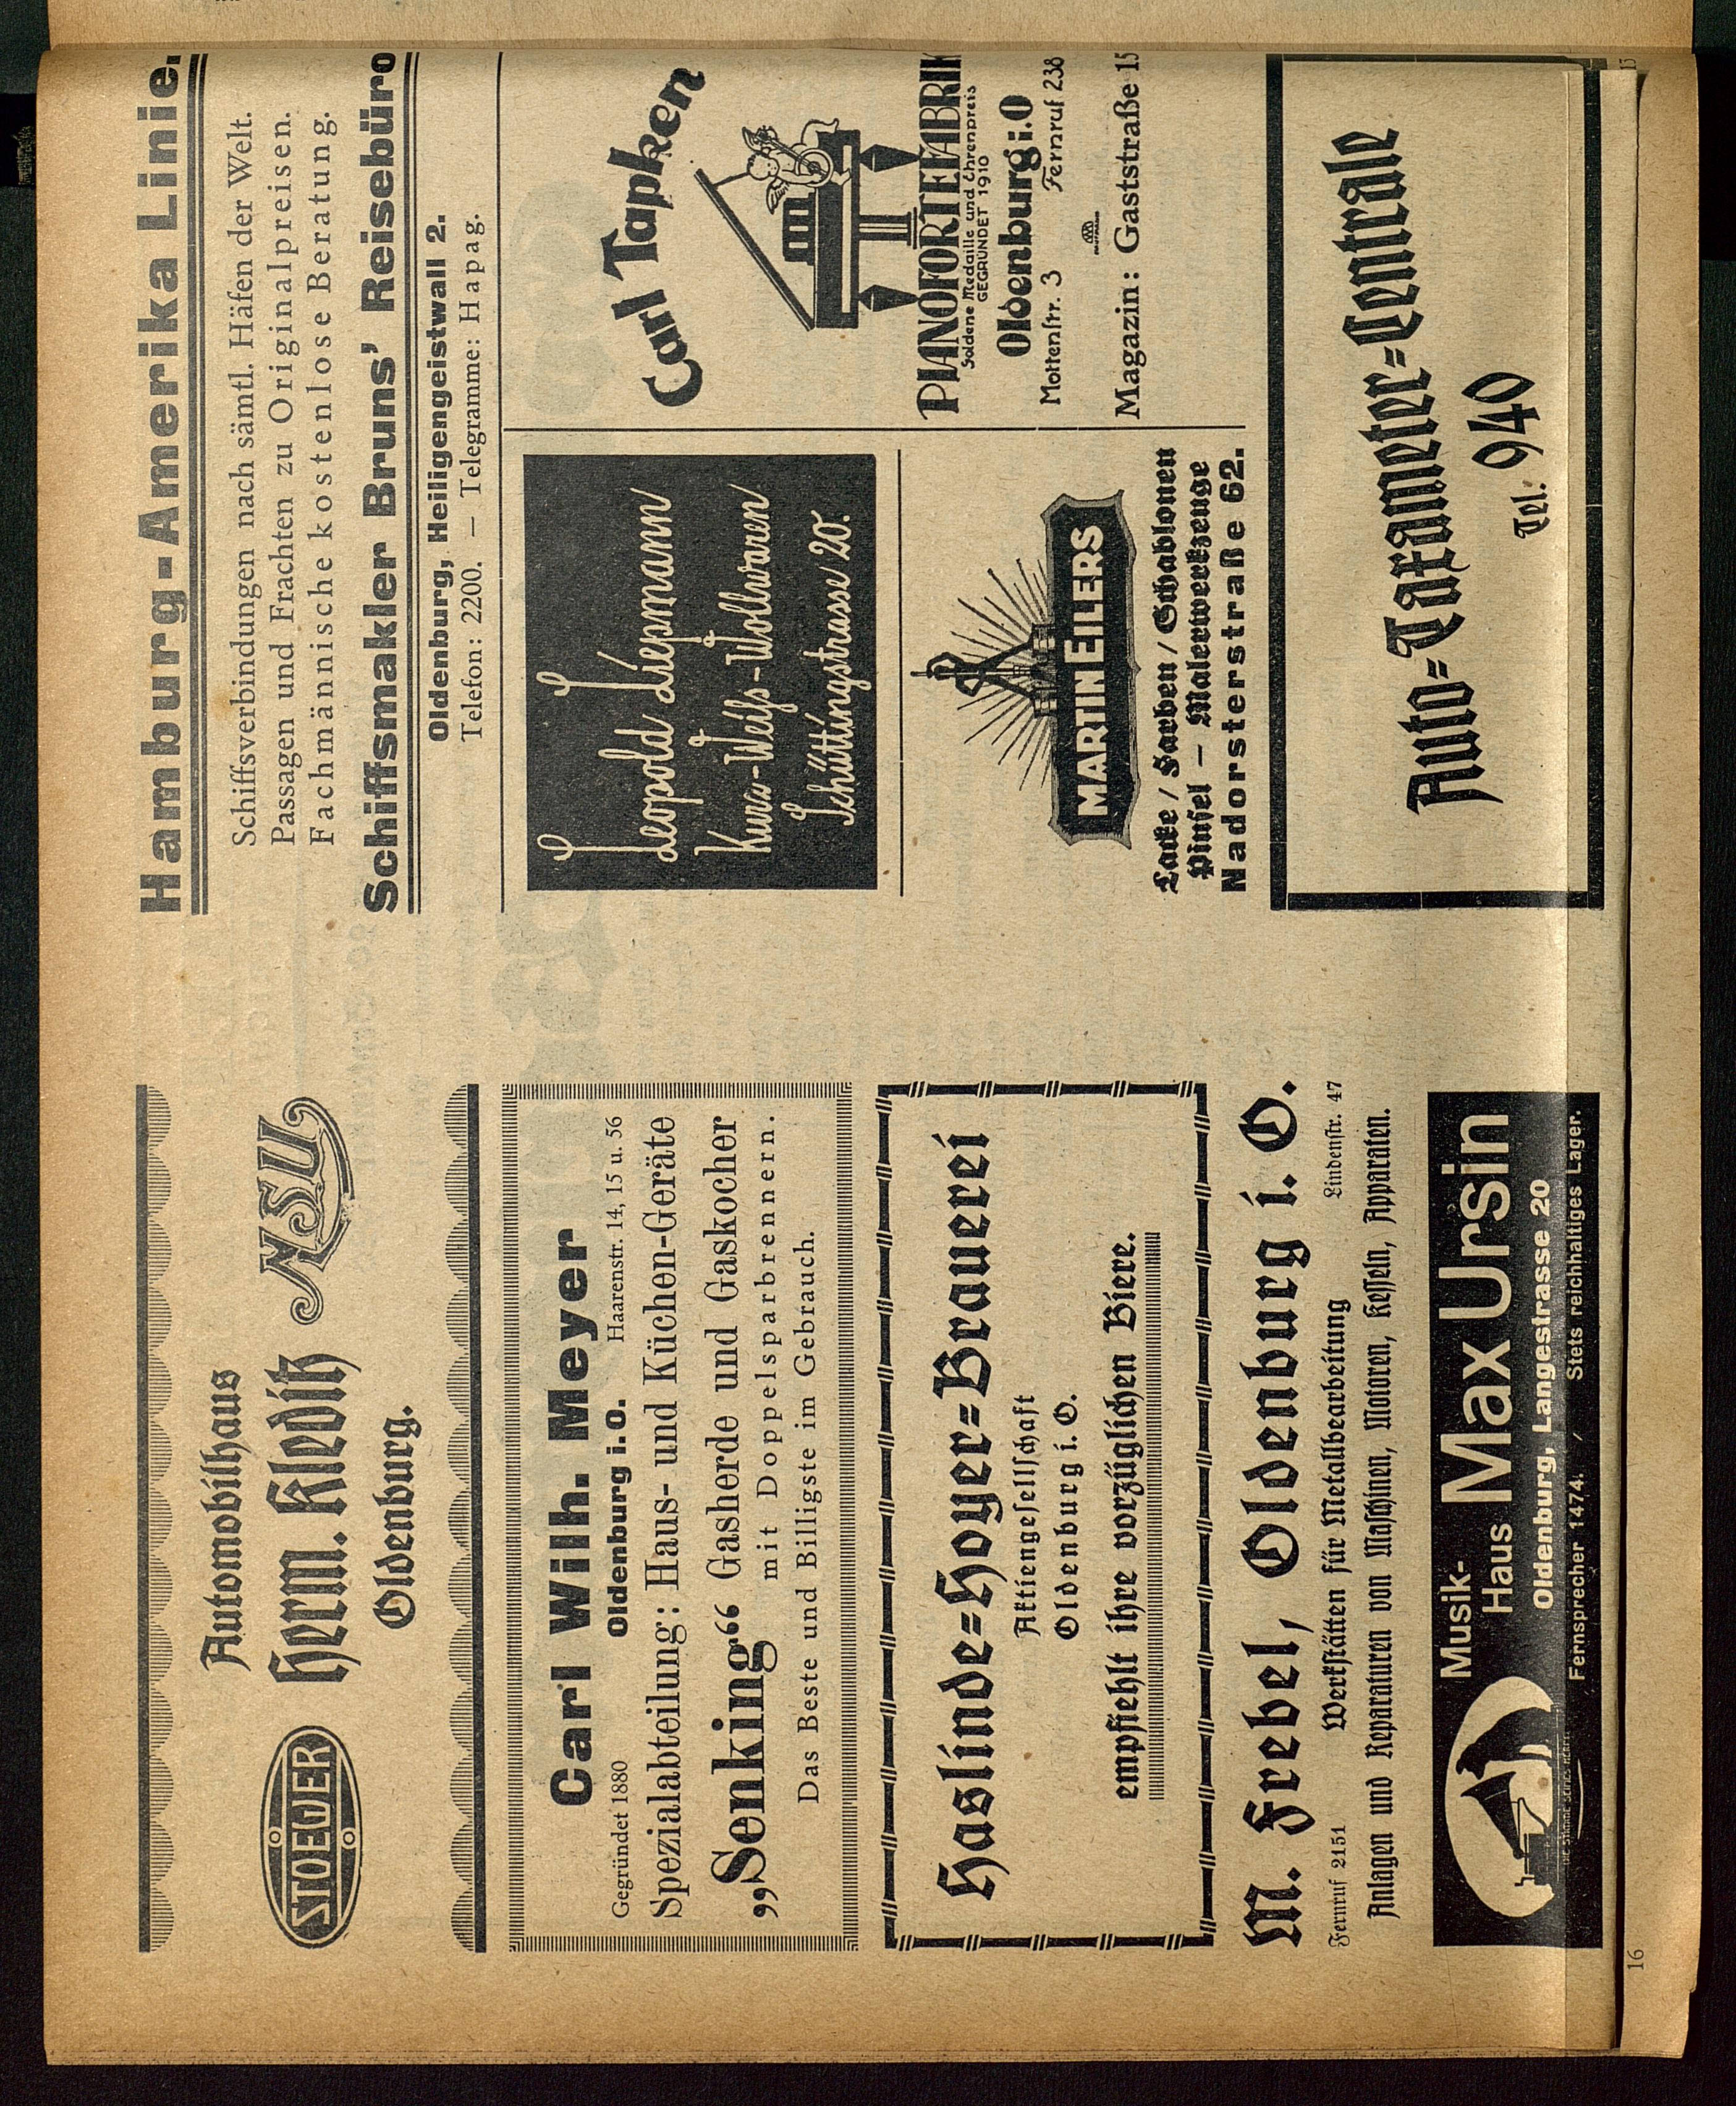 Automobilhaus
STOEWER
Herm. Kledik
NSU
Oldenburg.
Carl Wilh. Meyer
Gegründet 1880 Oldenburg i.O. Haarenstr. 14, 15 u. 56
Spezialabteilung: Haus- und Küchen-Geräte
„Senking“ Gasherde und Gaskocher
mit Doppelsparbrennern.
Das Beste und Billigste im Gebrauch.
Haslinde=Hoyer=Brauerei
Aktiengesellschaft
Oldenburg i. O.
empfiehlt ihre vorzüglichen Biere.
M. Frebel, Oldenburg i. O.
Fernruf 2151 Werkstätten für Metallbearbeitung Lindenstr. 47
Anlagen und Reparaturen von Maschinen, Motoren, Kesseln, Apparaten.
Musik-
Haus Max Ursin
Oldenburg, Langestrasse 20
Fernsprecher 1474. / Stets reichhaltiges Lager.
DIE STIMME SEINES HERRN
16
Hamburg-Amerika Linie.
Schiffsverbindungen nach sämtl. Häfen der Welt.
Passagen und Frachten zu Originalpreisen.
Fachmännische kostenlose Beratung.
Schiffsmakler Bruns’ Reisebüro
Oldenburg, Heiligengeistwall 2.
Telefon: 2200. — Telegramme: Hapag.
Leopold Liepmann
Kurz-Weiß-Wollwaren
Schüttingstrasse 20.
MARTIN EILERS
Lacke / Farben / Schablonen
Pinsel — Malerwerkzeuge
Nadorsterstraße 62.
Carl Tapken
PIANOFORTEFABRIK
Goldene Medaille und Ehrenpreis
GEGRÜNDET 1910
Oldenburg i.O
Mottenstr. 3 Fernruf 238
Magazin: Gaststraße 15
Auto=Taxameter=Centrale
Tel. 940
15